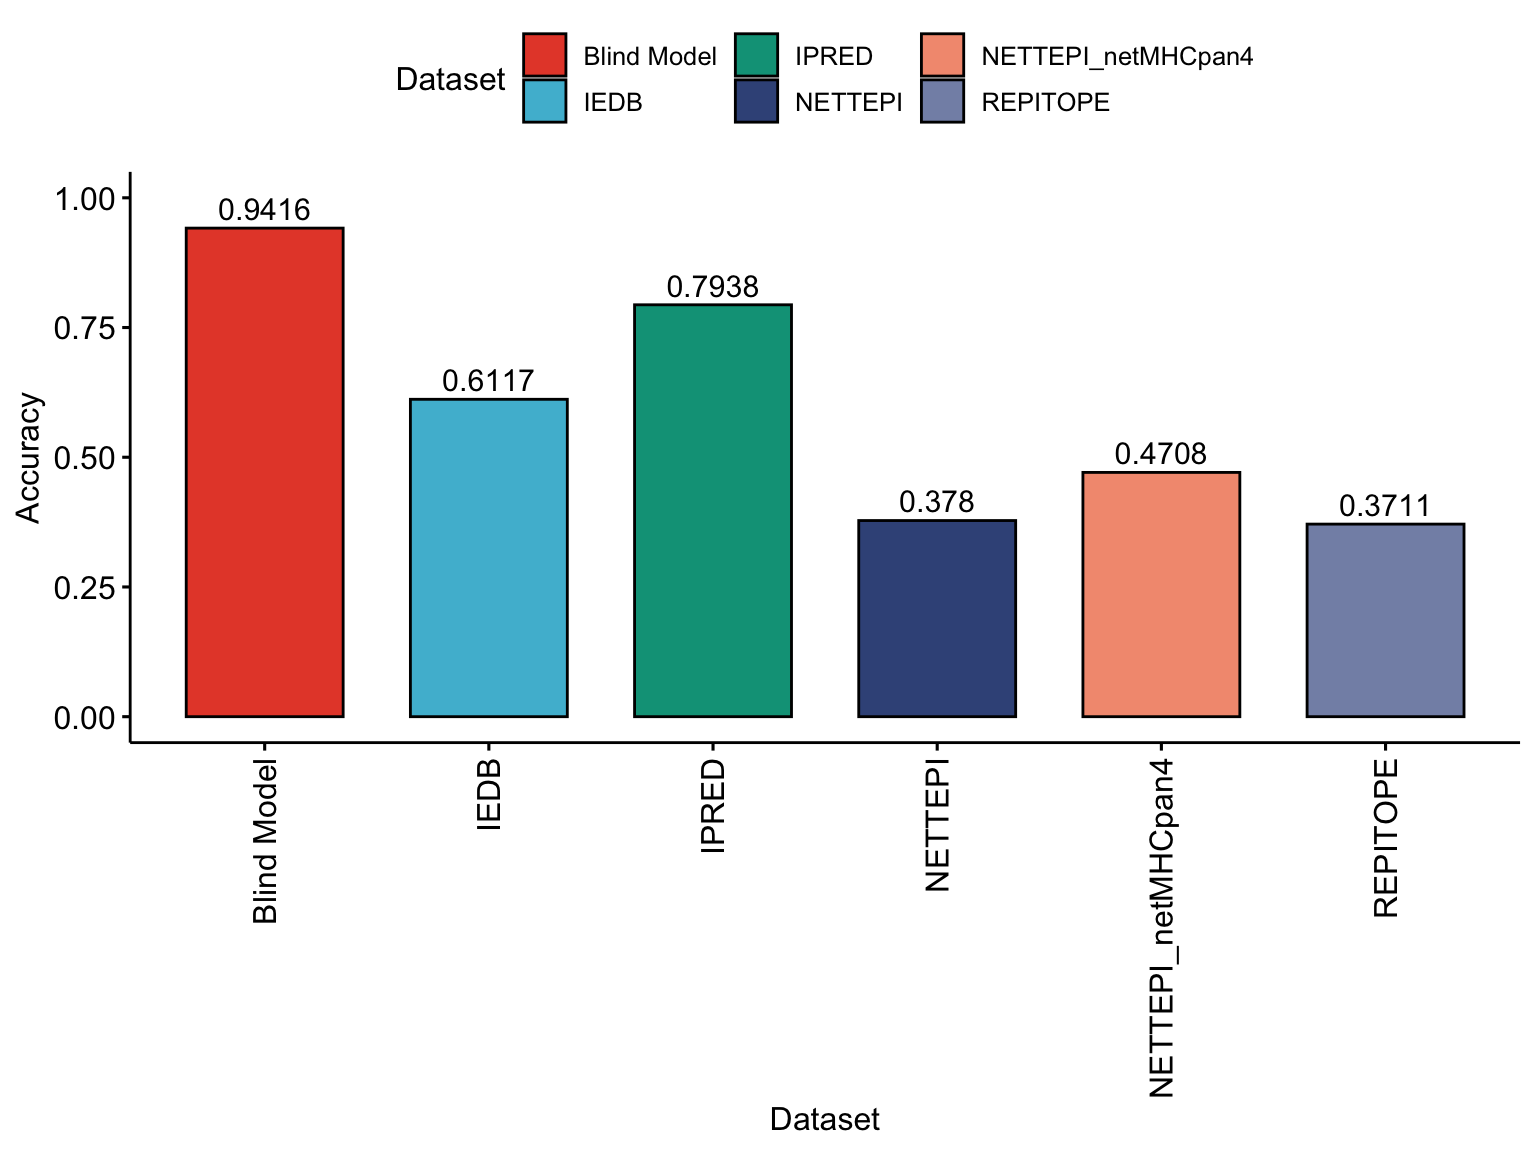 Dataset
Blind Model
IPRED
NETTEPI_netMHCpan4
IEDB
NETTEPI
REPITOPE
Accuracy
1.00
0.75
0.50
0.25
0.00
0.9416
0.6117
0.7938
0.378
0.4708
0.3711
Blind Model
IEDB
IPRED
NETTEPI
NETTEPI_netMHCpan4
REPITOPE
Dataset